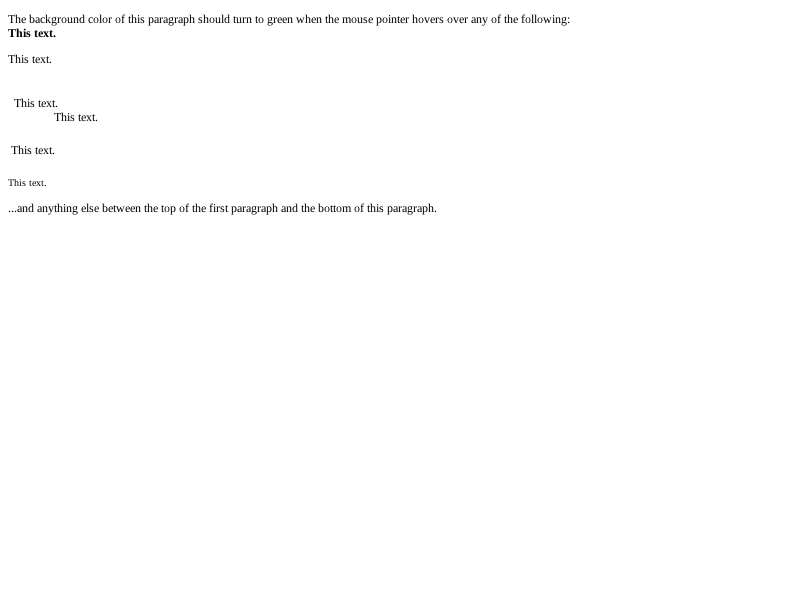 The background color of this paragraph should turn to green when the mouse pointer hovers over any of the following:
This text.
This text.
This text.
This text.
This text.
This text.
...and anything else between the top of the first paragraph and the bottom of this paragraph.